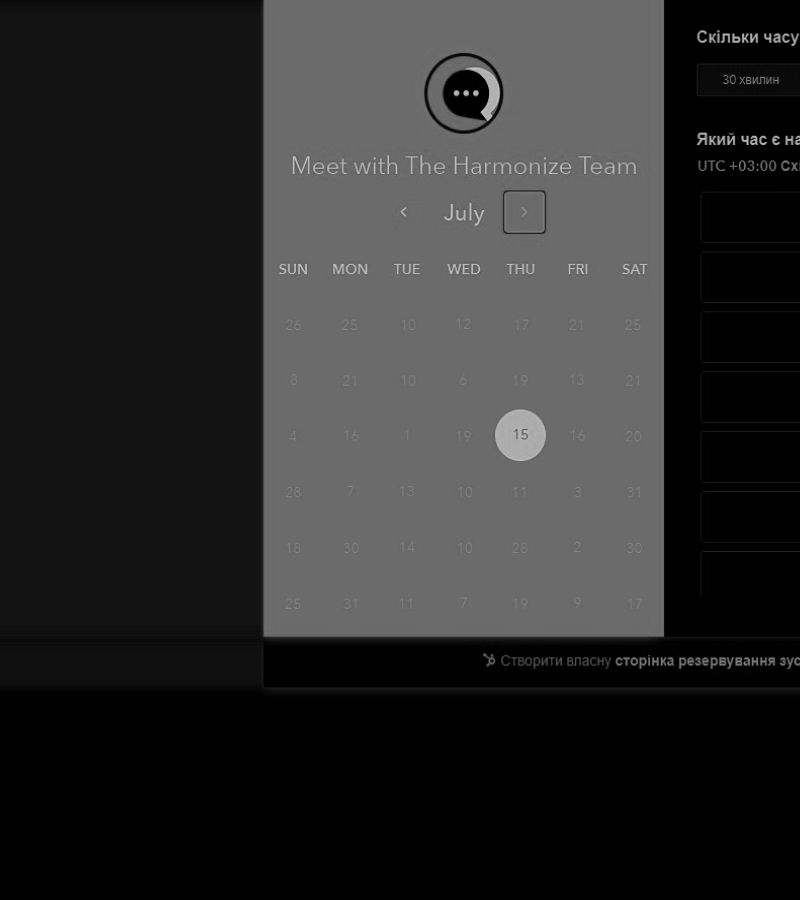 Meet with The Harmonize Team
July
SUN MON TUE WED THU FRI SAT
26 25 10 12 17 21 25
8 21 10 6 19 13 21
4 16 1 19 15 16 20
28 7 13 10 11 3 31
18 30 14 10 28 2 30
25 31 11 7 19 9 17
Скільки часу
30 хвилин
Який час є на
UTC +03:00 Схі
Створити власну сторінка резервування зус